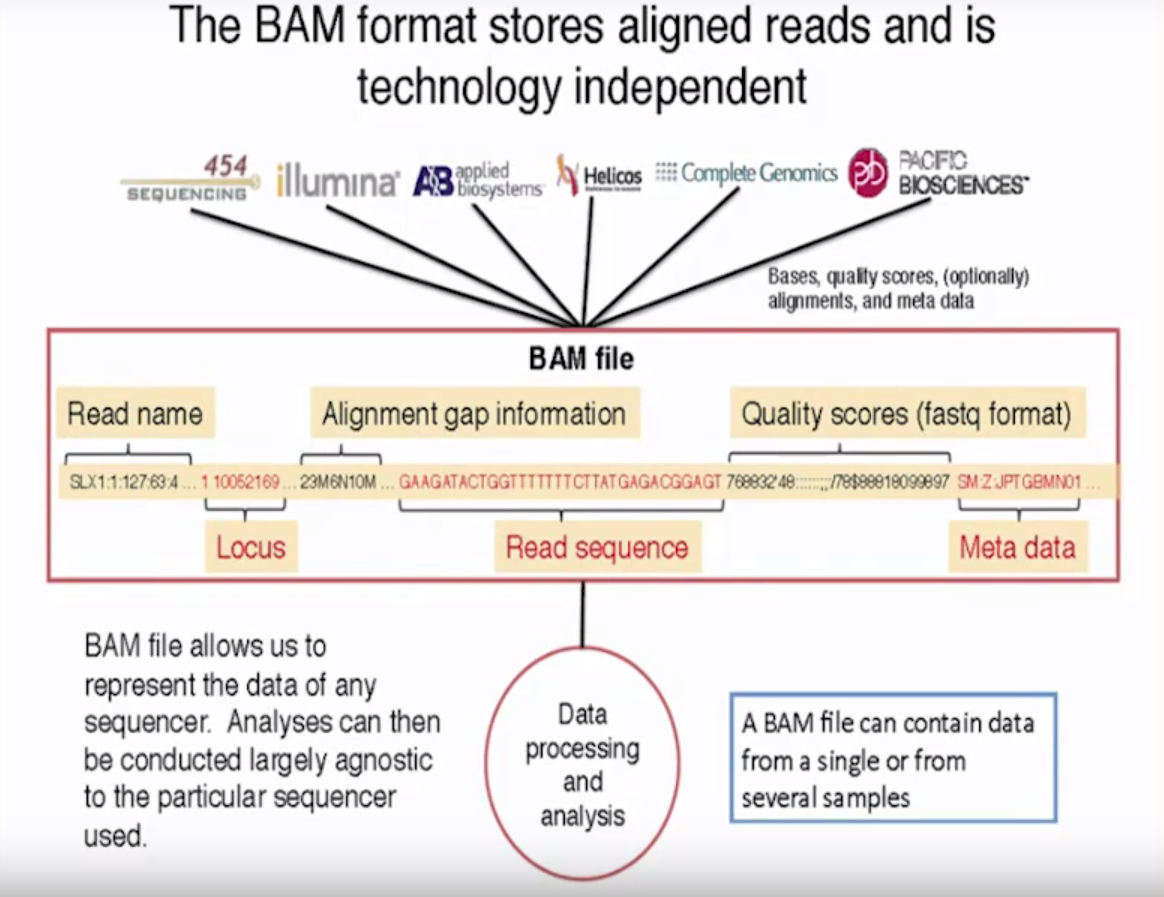 The BAM format stores aligned reads and is
technology independent
454
SEQUENCING
illumina®
AB applied
biosystems
Helicos
Complete Genomics
PACIFIC
BIOSCIENCES™
Bases, quality scores, (optionally)
alignments, and meta data
BAM file
Read name
Alignment gap information
Quality scores (fastq format)
SLX1:1:127:63:4 ... 1 10052169 ... 23M6N10M ... GAAGATACTGGTTTTTTTCTTATGAGACGGAGT 768832'48::::::;;/78$88818099897 SM:Z:JPTGBMN01 ...
Locus
Read sequence
Meta data
BAM file allows us to
represent the data of any
sequencer. Analyses can then
be conducted largely agnostic
to the particular sequencer
used.
Data
processing
and
analysis
A BAM file can contain data
from a single or from
several samples